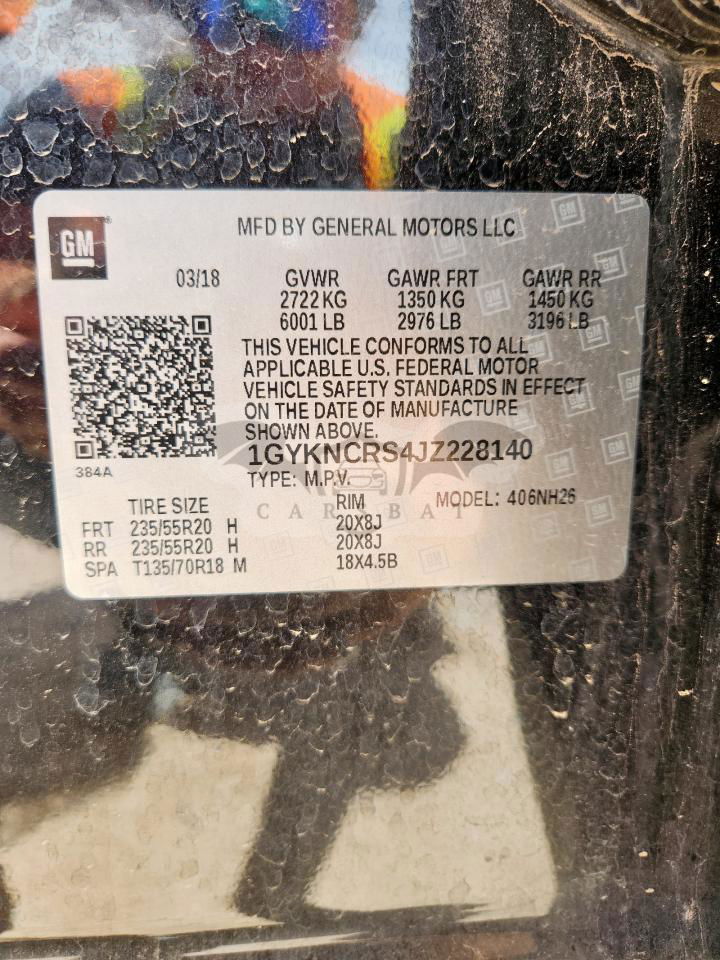 GM
MFD BY GENERAL MOTORS LLC
03/18 GVWR GAWR FRT GAWR RR
2722 KG 1350 KG 1450 KG
6001 LB 2976 LB 3196 LB
THIS VEHICLE CONFORMS TO ALL
APPLICABLE U.S. FEDERAL MOTOR
VEHICLE SAFETY STANDARDS IN EFFECT
ON THE DATE OF MANUFACTURE
SHOWN ABOVE.
384A
1GYKNCRS4JZ228140
TYPE: M.P.V.
MODEL: 406NH26
TIRE SIZE RIM
CARABAT
FRT 235/55R20 H 20X8J
RR 235/55R20 H 20X8J
SPA T135/70R18 M 18X4.5B